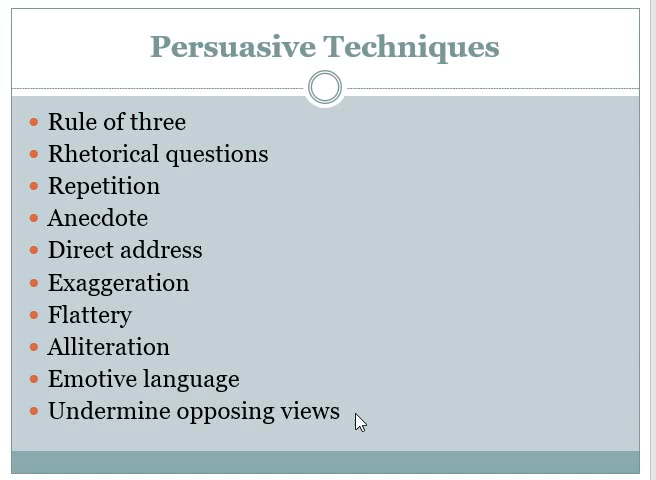 Persuasive Techniques
Rule of three
Rhetorical questions
Repetition
Anecdote
Direct address
Exaggeration
Flattery
Alliteration
Emotive language
Undermine opposing views